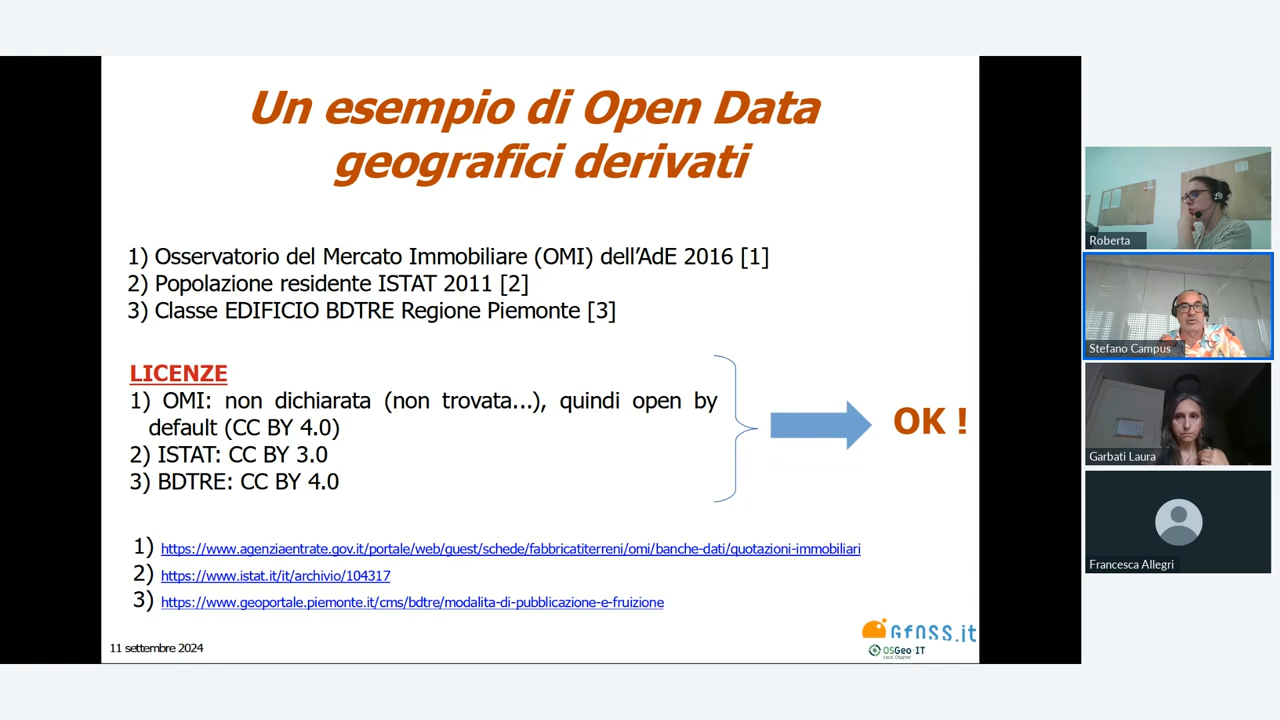 Un esempio di Open Data
geografici derivati
1) Osservatorio del Mercato Immobiliare (OMI) dell'AdE 2016 [1]
2) Popolazione residente ISTAT 2011 [2]
3) Classe EDIFICIO BDTRE Regione Piemonte [3]
LICENZE
1) OMI: non dichiarata (non trovata...), quindi open by
default (CC BY 4.0)
2) ISTAT: CC BY 3.0
3) BDTRE: CC BY 4.0
OK !
1) https://www.agenziaentrate.gov.it/portale/web/guest/schede/fabbricatiterreni/omi/banche-dati/quotazioni-immobiliari
2) https://www.istat.it/it/archivio/104317
3) https://www.geoportale.piemonte.it/cms/bdtre/modalita-di-pubblicazione-e-fruizione
11 settembre 2024
GFOSS.it
OSGeo·IT
Local Chapter
Roberta
Stefano Campus
Garbati Laura
Francesca Allegri